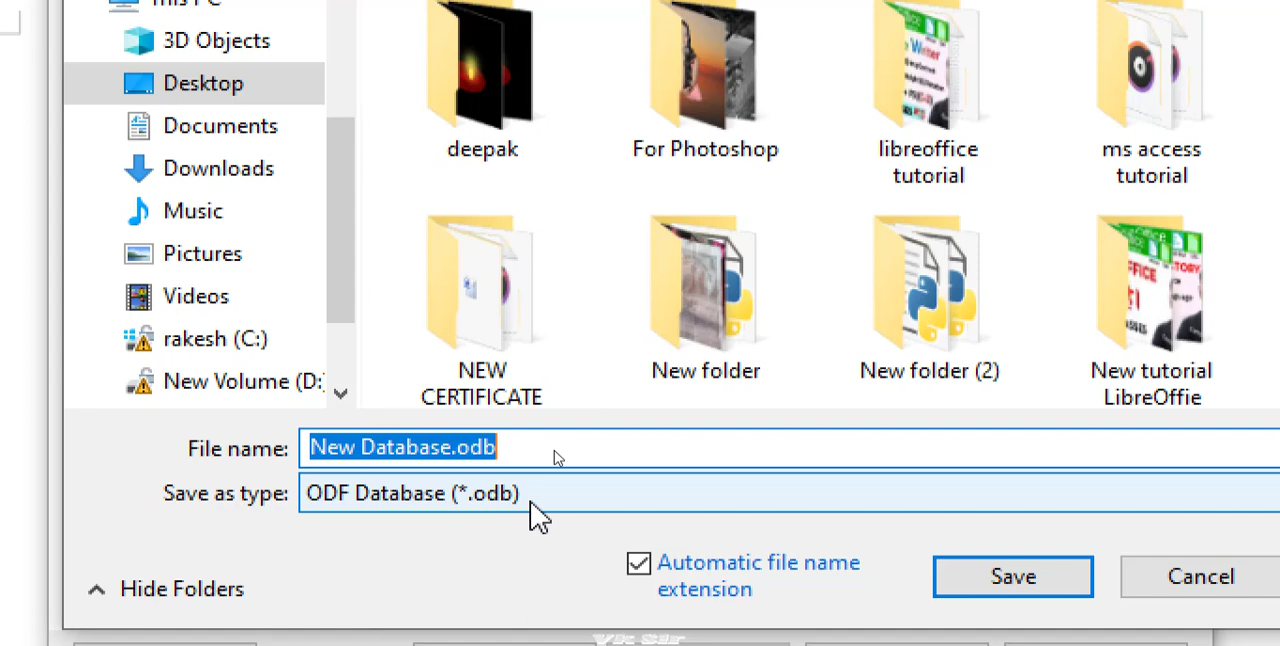 3D Objects
Desktop
Documents
Downloads
Music
Pictures
Videos
rakesh (C:)
New Volume (D:)
deepak
For Photoshop
libreoffice
tutorial
ms access
tutorial
NEW
CERTIFICATE
New folder
New folder (2)
New tutorial
LibreOffie
File name: New Database.odb
Save as type: ODF Database (*.odb)
Automatic file name
extension
Save
Cancel
Hide Folders